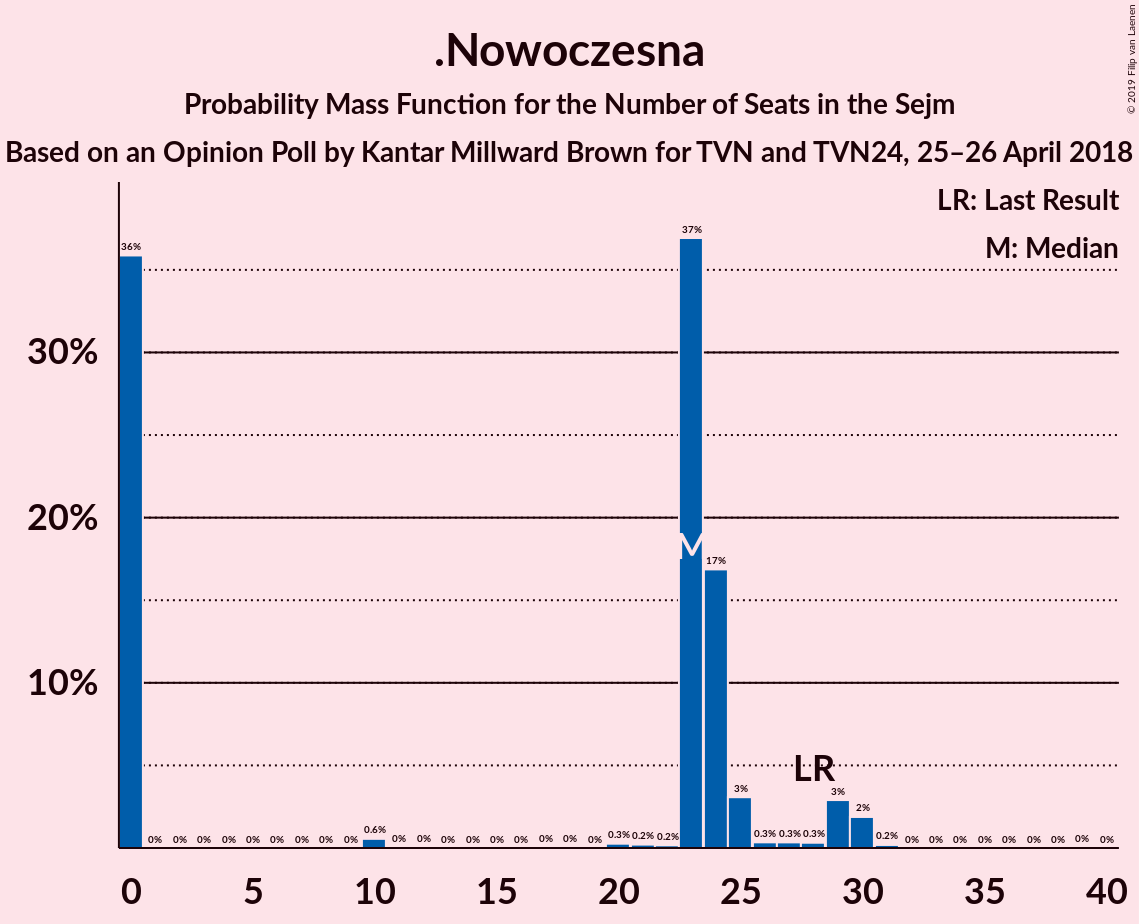 .Nowoczesna
Probability Mass Function for the Number of Seats in the Sejm
Based on an Opinion Poll by Kantar Millward Brown for TVN and TVN24, 25–26 April 2018
© 2019 Filip van Laenen
LR: Last Result
M: Median
30%
20%
10%
36% 0% 0% 0% 0% 0% 0% 0% 0% 0% 0.6% 0% 0% 0% 0% 0% 0% 0% 0% 0% 0.3% 0.2% 0.2% 37% 17% 3% 0.3% 0.3% 0.3% 3% 2% 0.2% 0% 0% 0% 0% 0% 0% 0% 0% 0%
M
LR
0 5 10 15 20 25 30 35 40